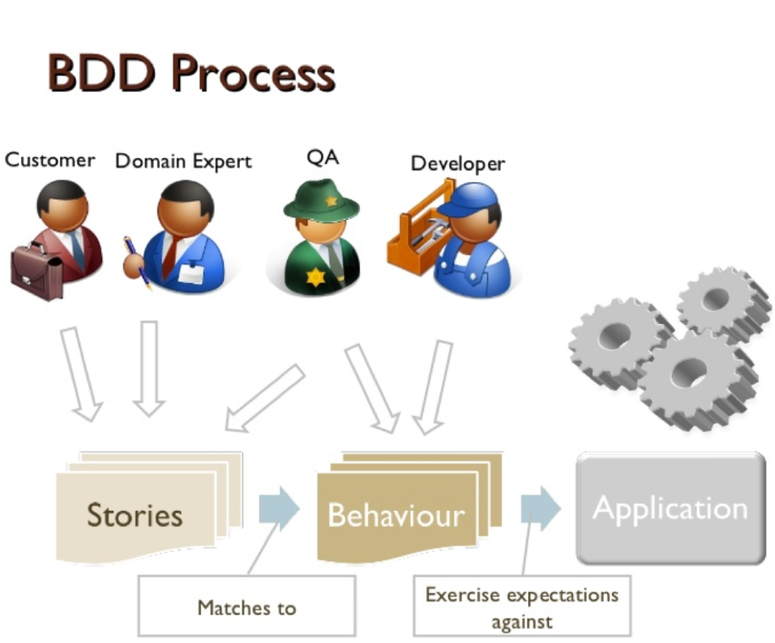 BDD Process
Customer
Domain Expert
QA
Developer
Stories
Behaviour
Application
Matches to
Exercise expectations
against